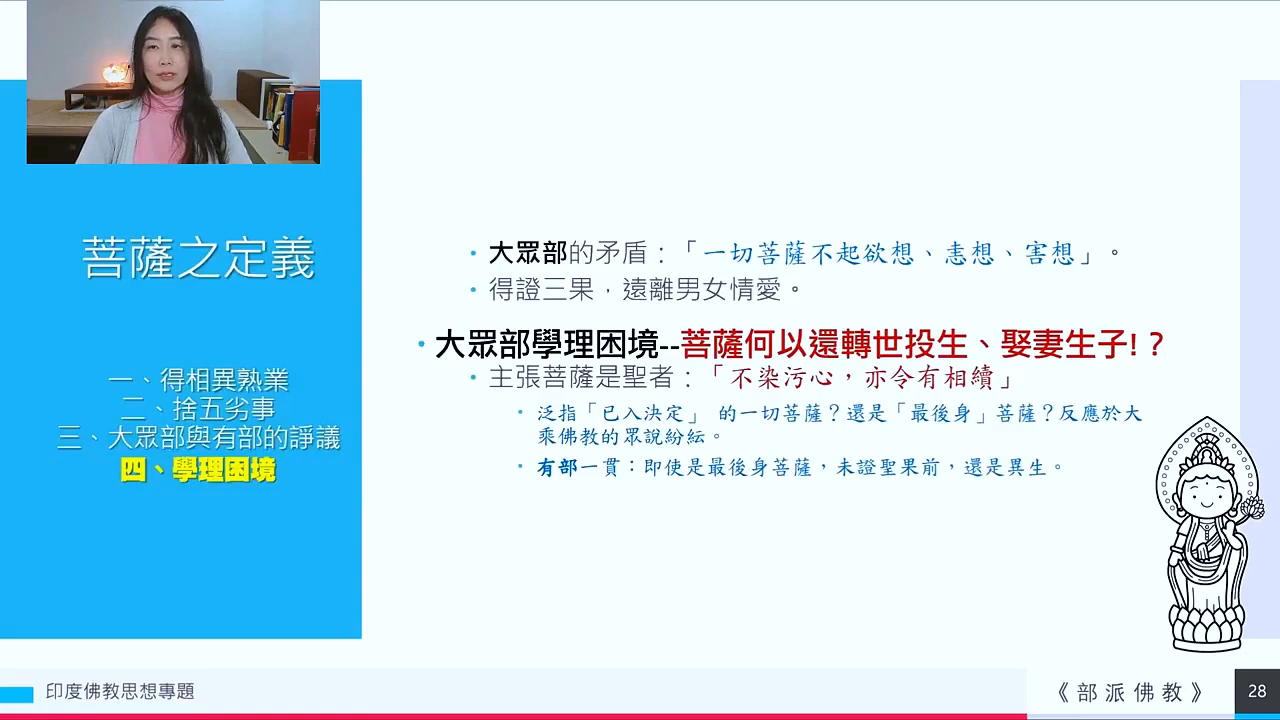 菩薩之定義
一、得相異熟業
二、捨五劣事
三、大眾部與有部的諍議
四、學理困境
• 大眾部的矛盾：「一切菩薩不起欲想、恚想、害想」。
• 得證三果，遠離男女情愛。
• 大眾部學理困境--菩薩何以還轉世投生、娶妻生子!？
• 主張菩薩是聖者：「不染污心，亦令有相續」
• 泛指「已入決定」 的一切菩薩？還是「最後身」菩薩？反應於大
乘佛教的眾說紛紜。
• 有部一貫：即使是最後身菩薩，未證聖果前，還是異生。
印度佛教思想專題
《部派佛教》
28